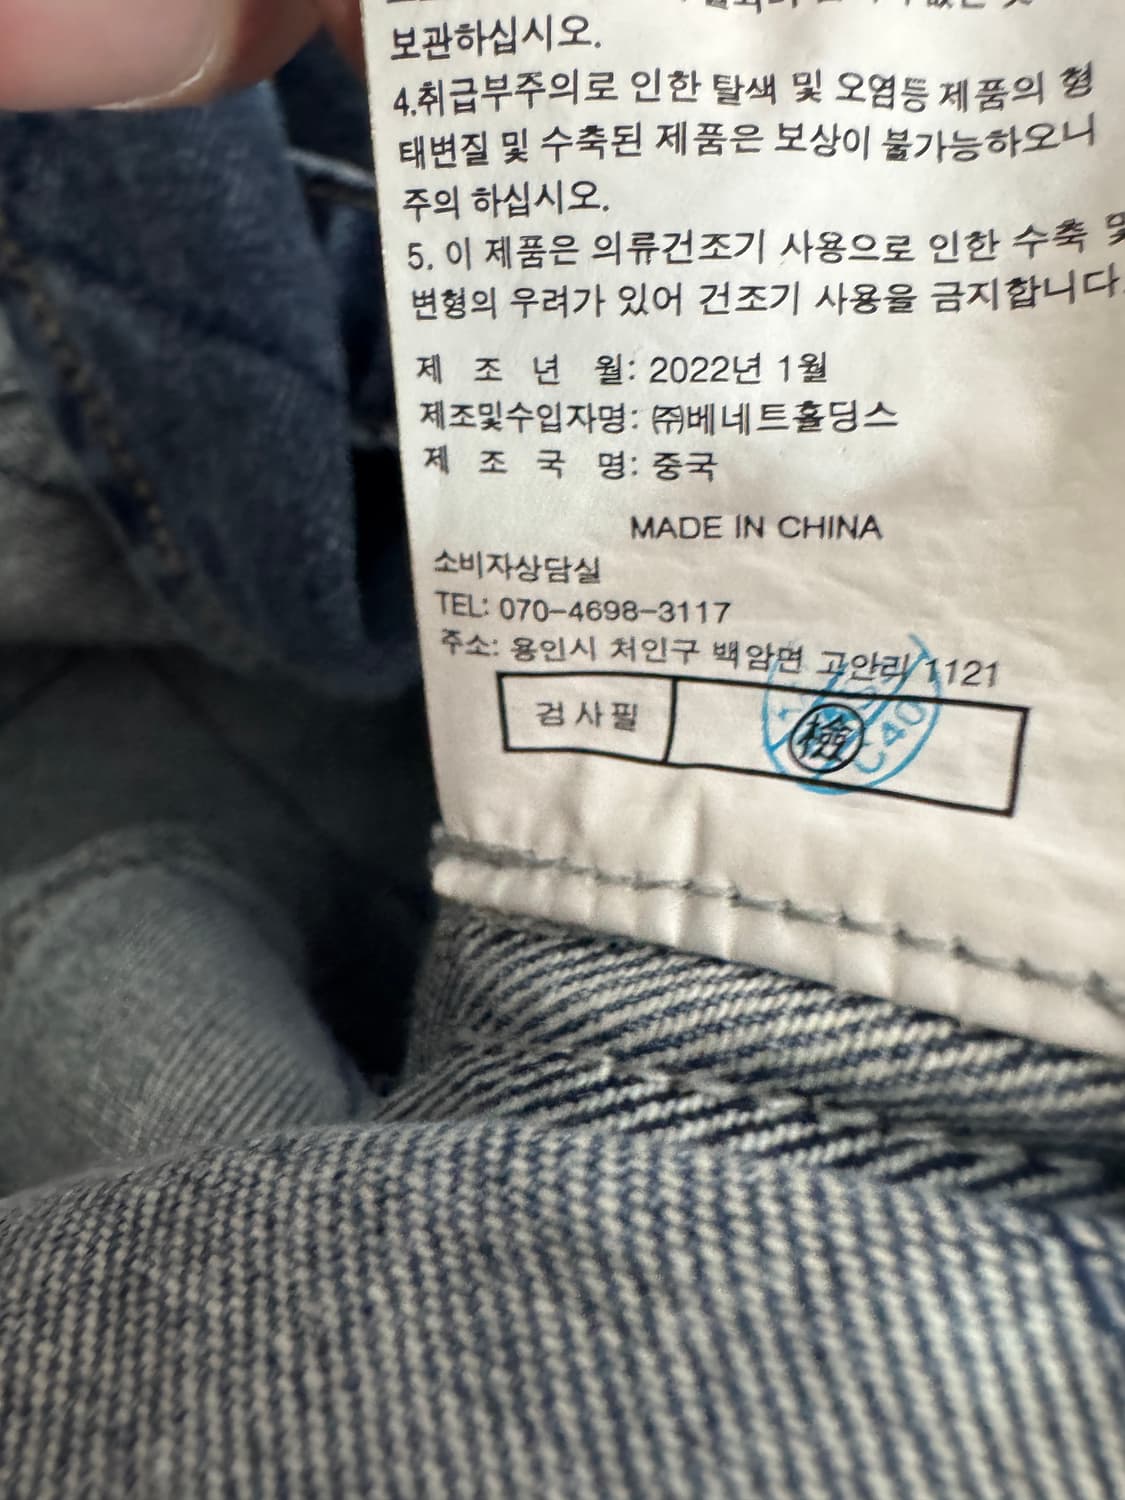 보관하십시오.
4.취급부주의로 인한 탈색 및 오염등 제품의 형
태변질 및 수축된 제품은 보상이 불가능하오니
주의 하십시오.
5. 이 제품은 의류건조기 사용으로 인한 수축 및
변형의 우려가 있어 건조기 사용을 금지합니다.
제 조 년 월: 2022년 1월
제조및수입자명: ㈜베네트홀딩스
제 조 국 명: 중국
MADE IN CHINA
소비자상담실
TEL: 070-4698-3117
주소: 용인시 처인구 백암면 고안리 1121
검사필 檢
C40